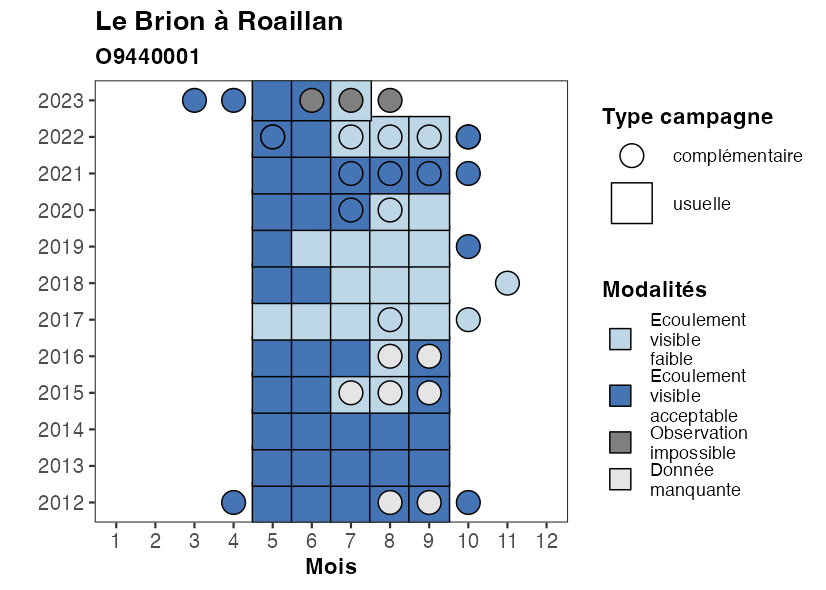 Le Brion à Roaillan
O9440001
2023
2022
2021
2020
2019
2018
2017
2016
2015
2014
2013
2012
1 2 3 4 5 6 7 8 9 10 11 12
Mois
Type campagne
complémentaire
usuelle
Modalités
Ecoulement
visible
faible
Ecoulement
visible
acceptable
Observation
impossible
Donnée
manquante